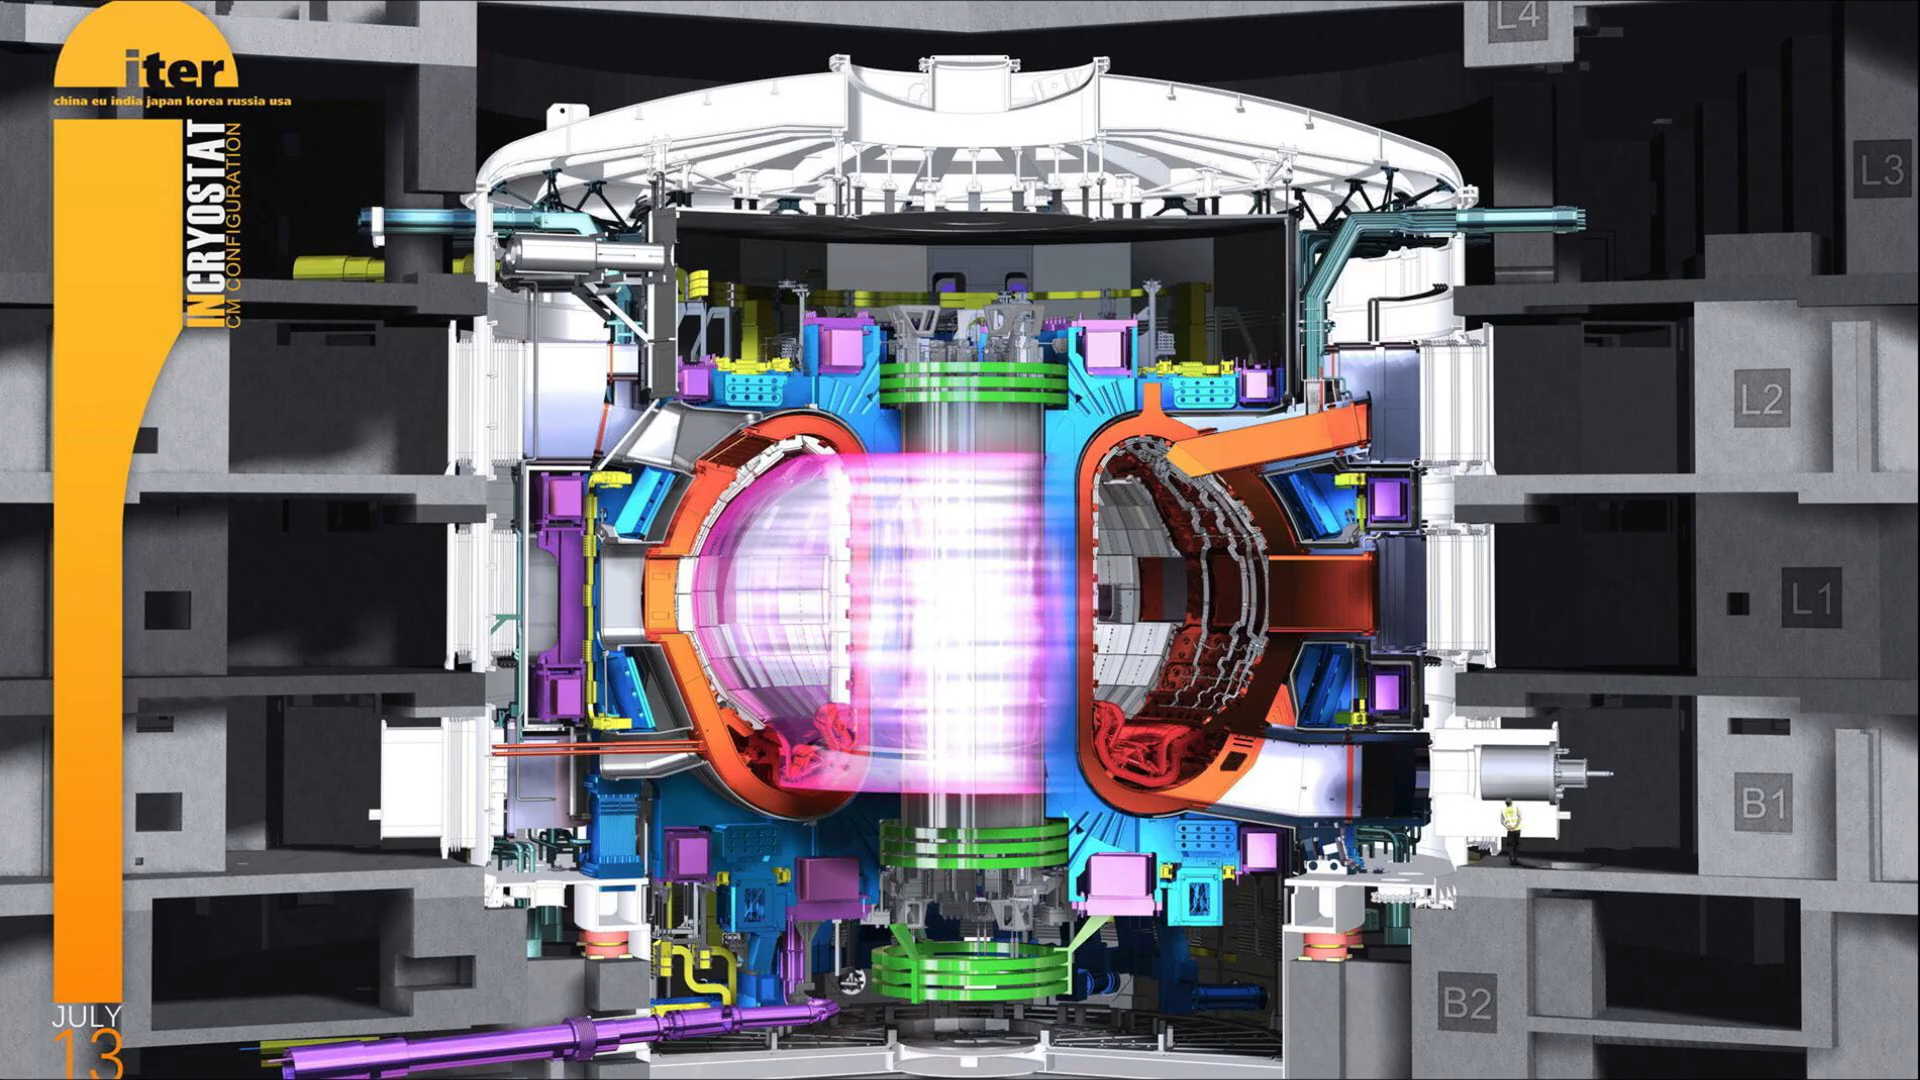 iter
china eu india japan korea russia usa
INCRYOSTAT
CM CONFIGURATION
JULY
13
L4
L3
L2
L1
B1
B2